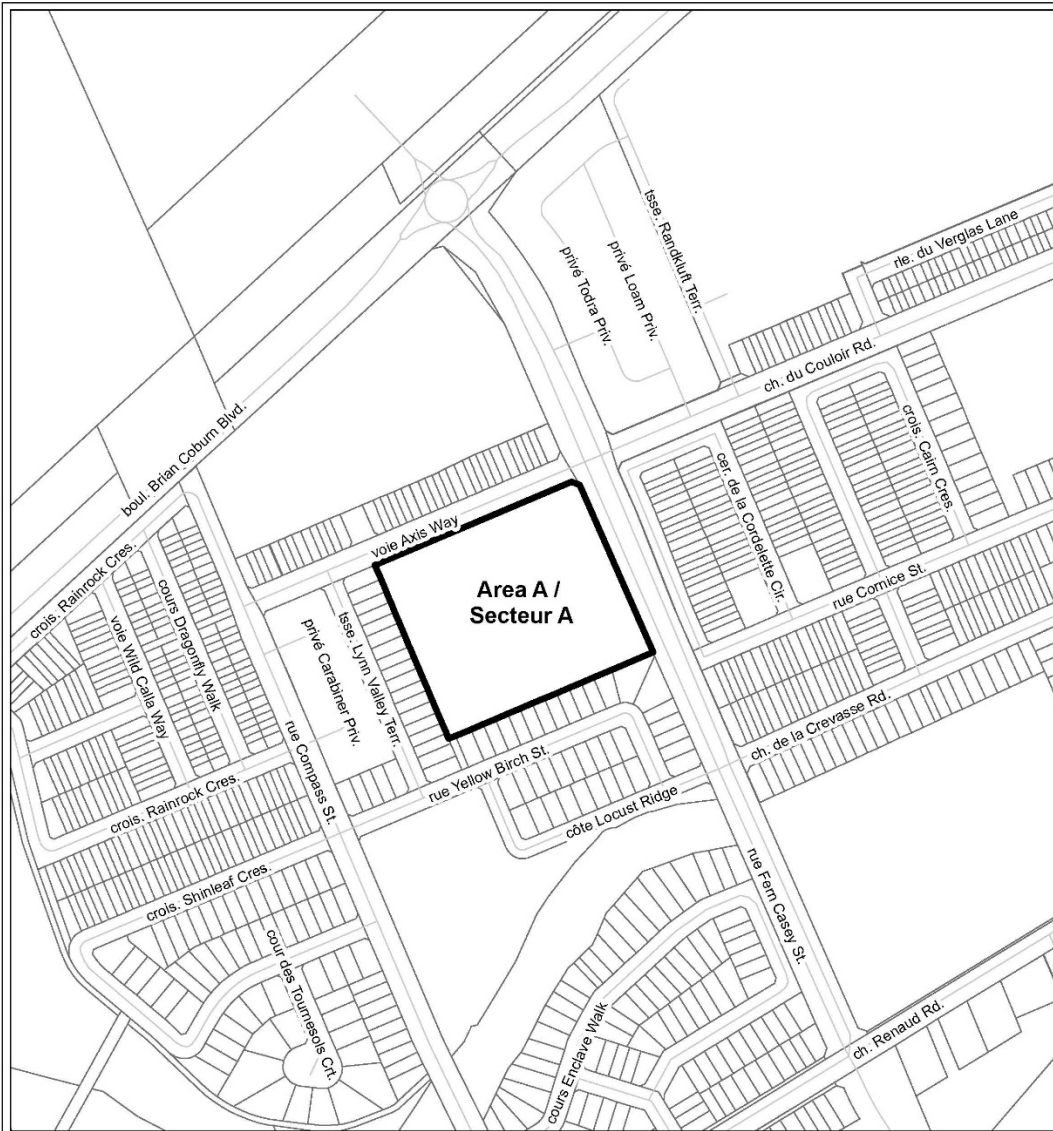 rle. du Verglas Lane
tsse. Randkluft Terr.
privé Loam Priv.
privé Todra Priv.
ch. du Couloir Rd.
boul. Brian Coburn Blvd.
crois. Cairn Cres.
cer. de la Cordelette Cir.
voie Axis Way
Area A /
Secteur A
crois. Rainrock Cres.
cours Dragonfly Walk
voie Wild Calla Way
tsse. Lynn Valley Terr.
privé Carabiner Priv.
rue Cornice St.
ch. de la Crevasse Rd.
rue Compass St.
rue Yellow Birch St.
crois. Rainrock Cres.
côte Locust Ridge
crois. Shinleaf Cres.
rue Fern Casey St.
cour des Tournesols Crt.
cours Enclave Walk
ch. Renaud Rd.